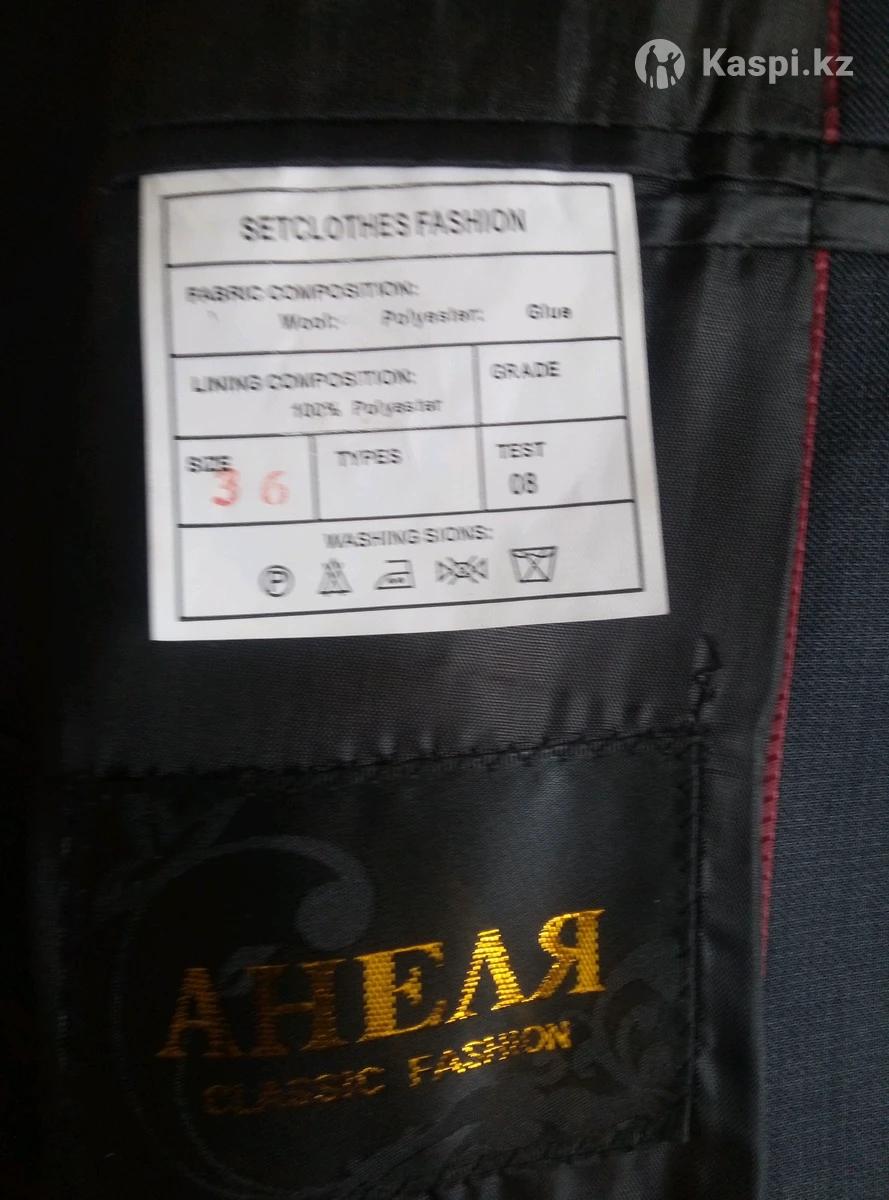 Kaspi.kz
SETCLOTHES FASHION
FABRIC COMPOSITION:
Wool: Polyester: Glue
LINING COMPOSITION:
100% Polyester
GRADE
SIZE
36
TYPES
TEST
08
WASHING SIONS:
P
АНЕЛЯ
CLASSIC FASHION